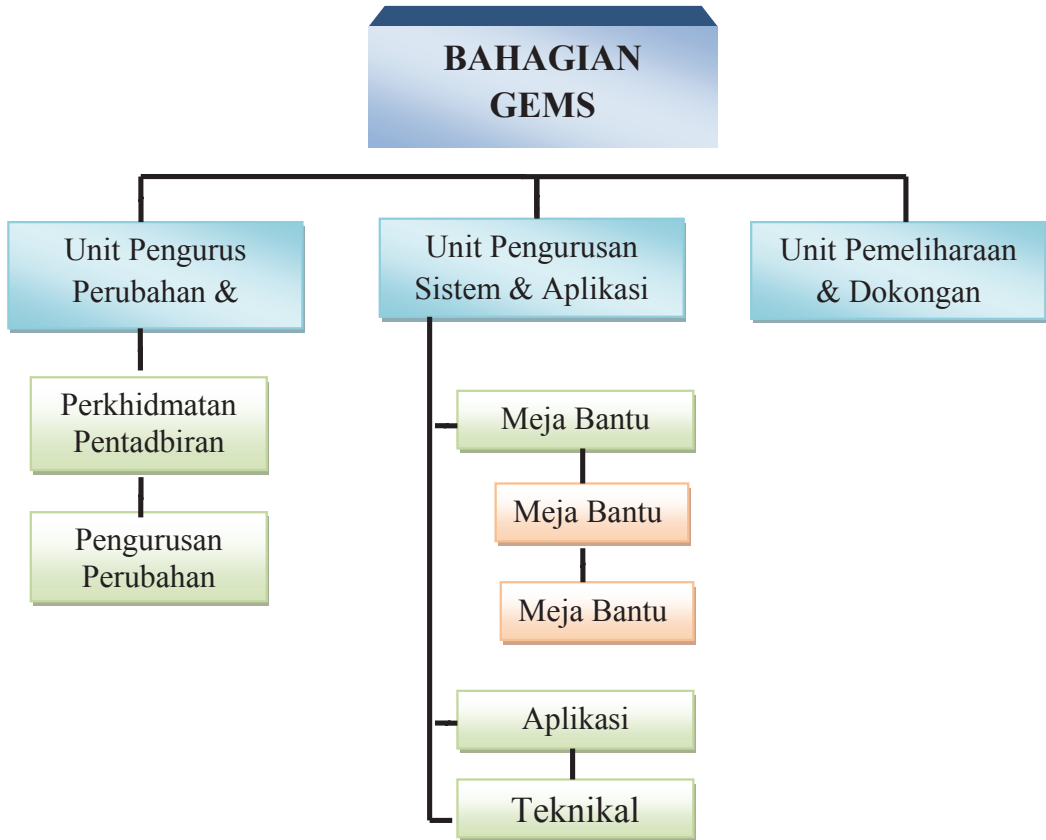 BAHAGIAN
GEMS
Unit Pengurus
Perubahan &
Unit Pengurusan
Sistem & Aplikasi
Unit Pemeliharaan
& Dokongan
Perkhidmatan
Pentadbiran
Pengurusan
Perubahan
Meja Bantu
Meja Bantu
Meja Bantu
Aplikasi
Teknikal